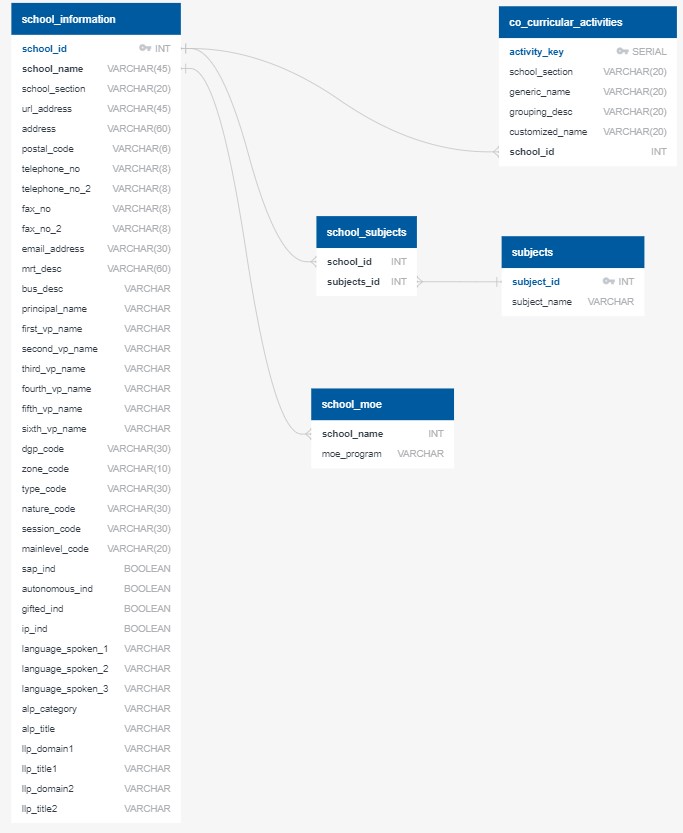 school_information
school_id INT
school_name VARCHAR(45)
school_section VARCHAR(20)
url_address VARCHAR(45)
address VARCHAR(60)
postal_code VARCHAR(6)
telephone_no VARCHAR(8)
telephone_no_2 VARCHAR(8)
fax_no VARCHAR(8)
fax_no_2 VARCHAR(8)
email_address VARCHAR(30)
mrt_desc VARCHAR(60)
bus_desc VARCHAR
principal_name VARCHAR
first_vp_name VARCHAR
second_vp_name VARCHAR
third_vp_name VARCHAR
fourth_vp_name VARCHAR
fifth_vp_name VARCHAR
sixth_vp_name VARCHAR
dgp_code VARCHAR(30)
zone_code VARCHAR(10)
type_code VARCHAR(30)
nature_code VARCHAR(30)
session_code VARCHAR(30)
mainlevel_code VARCHAR(20)
sap_ind BOOLEAN
autonomous_ind BOOLEAN
gifted_ind BOOLEAN
ip_ind BOOLEAN
language_spoken_1 VARCHAR
language_spoken_2 VARCHAR
language_spoken_3 VARCHAR
alp_category VARCHAR
alp_title VARCHAR
llp_domain1 VARCHAR
llp_title1 VARCHAR
llp_domain2 VARCHAR
llp_title2 VARCHAR
co_curricular_activities
activity_key SERIAL
school_section VARCHAR(20)
generic_name VARCHAR(20)
grouping_desc VARCHAR(20)
customized_name VARCHAR(20)
school_id INT
school_subjects
school_id INT
subjects_id INT
subjects
subject_id INT
subject_name VARCHAR
school_moe
school_name INT
moe_program VARCHAR